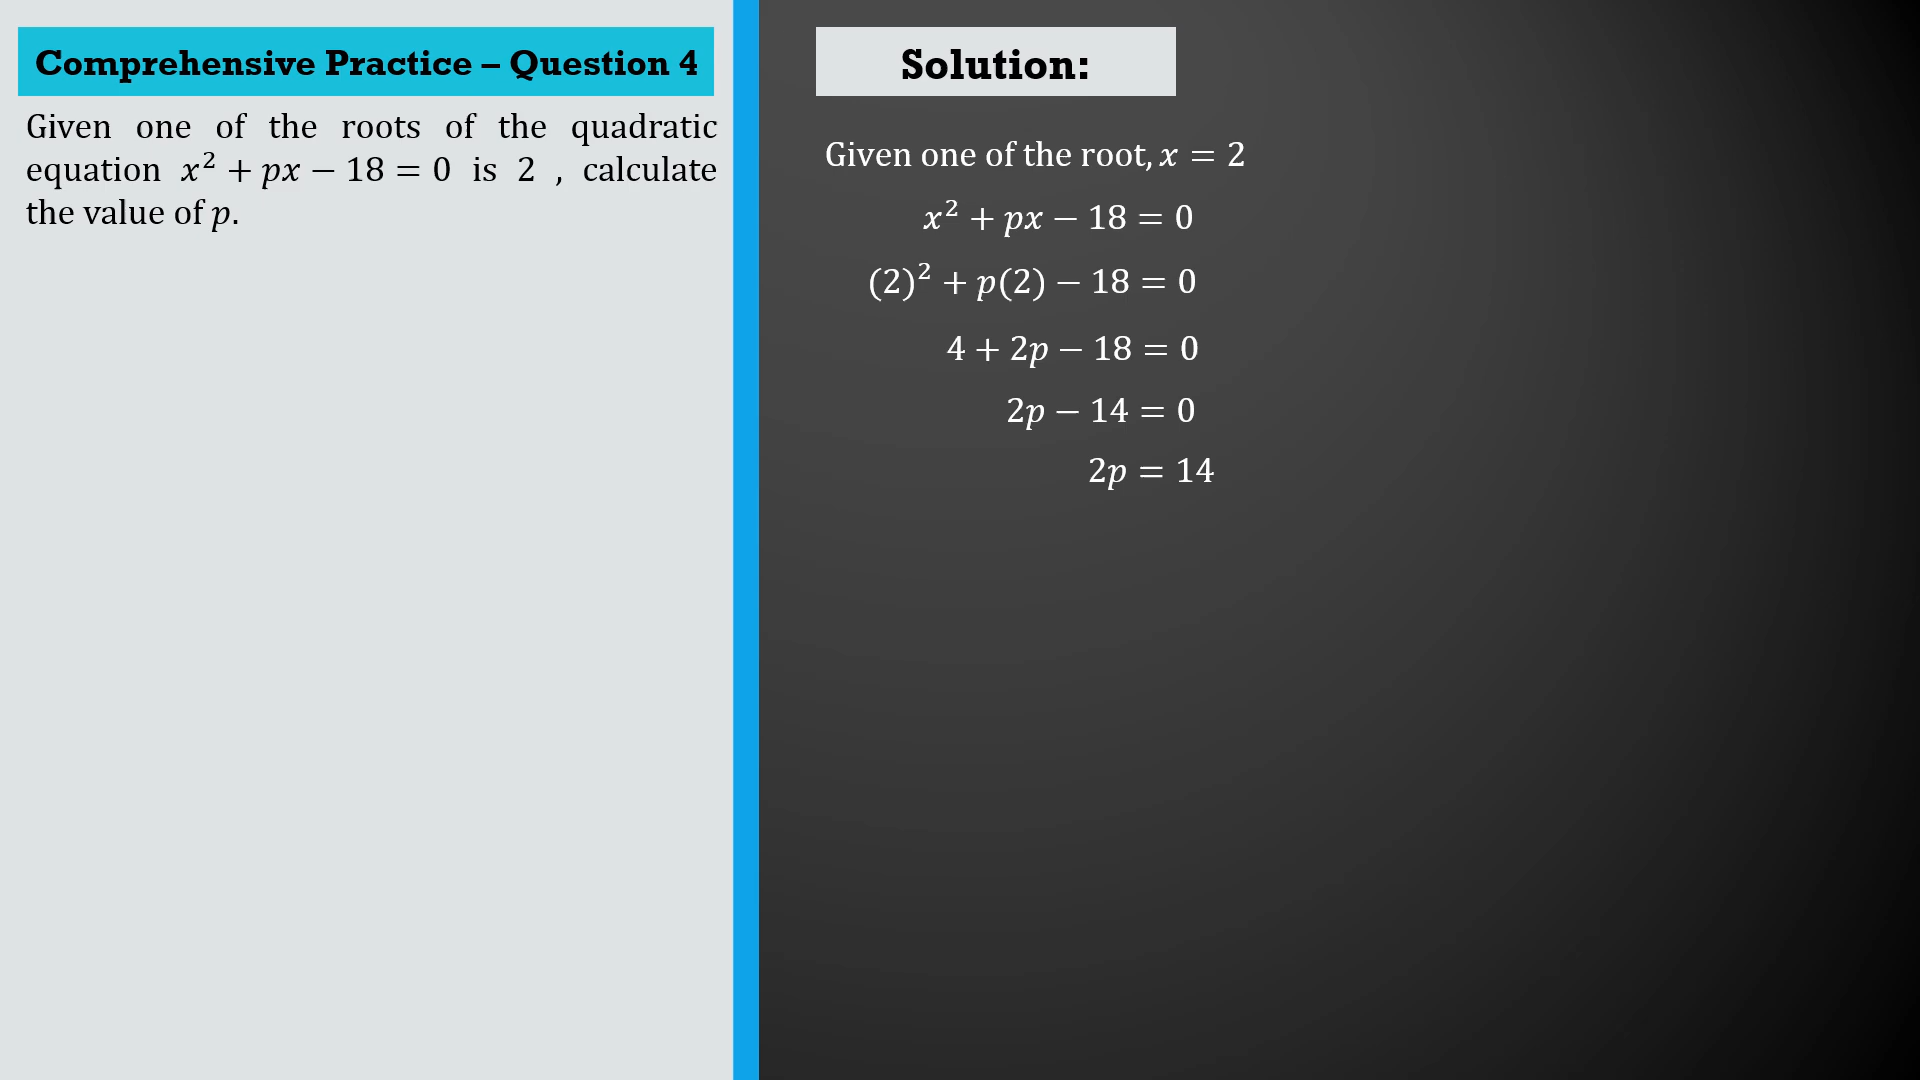 Comprehensive Practice – Question 4
Given one of the roots of the quadratic
equation x² + px − 18 = 0 is 2 , calculate
the value of p.
Solution:
Given one of the root, x = 2
x² + px − 18 = 0
(2)² + p(2) − 18 = 0
4 + 2p − 18 = 0
2p − 14 = 0
2p = 14